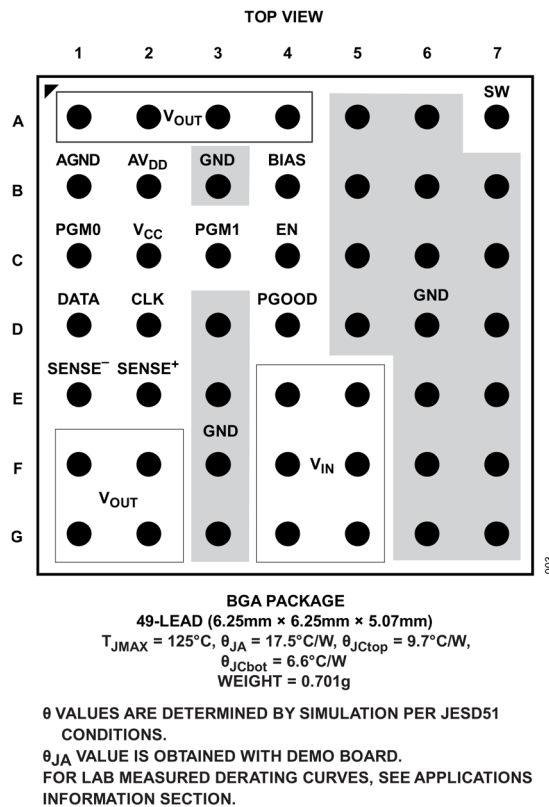 TOP VIEW
1 2 3 4 5 6 7
SW
A
VOUT
AGND AVDD GND BIAS
B
PGM0 VCC PGM1 EN
C
DATA CLK PGOOD GND
D
SENSE– SENSE+
E
GND
F
VIN
VOUT
G
003
BGA PACKAGE
49-LEAD (6.25mm × 6.25mm × 5.07mm)
TJMAX = 125°C, θJA = 17.5°C/W, θJCtop = 9.7°C/W,
θJCbot = 6.6°C/W
WEIGHT = 0.701g
θ VALUES ARE DETERMINED BY SIMULATION PER JESD51
CONDITIONS.
θJA VALUE IS OBTAINED WITH DEMO BOARD.
FOR LAB MEASURED DERATING CURVES, SEE APPLICATIONS
INFORMATION SECTION.